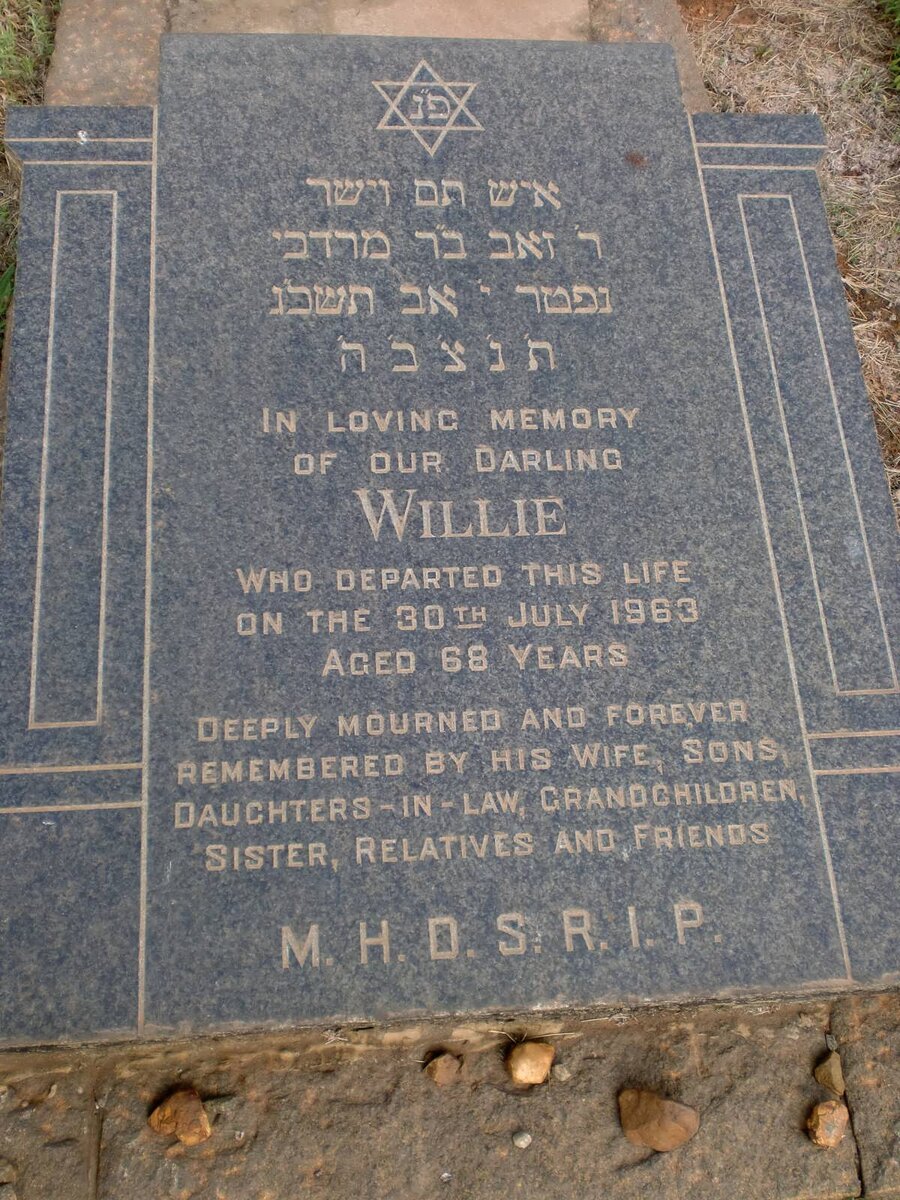 פ"נ
איש תם וישר
ר' זאב ב"ר מרדכי
נפטר י' אב תשכ"ג
ת' נ' צ' ב' ה'
IN LOVING MEMORY
OF OUR DARLING
WILLIE
WHO DEPARTED THIS LIFE
ON THE 30TH JULY 1963
AGED 68 YEARS
DEEPLY MOURNED AND FOREVER
REMEMBERED BY HIS WIFE, SONS,
DAUGHTERS-IN-LAW, GRANDCHILDREN,
SISTER, RELATIVES AND FRIENDS
M. H. D. S. R. I. P.